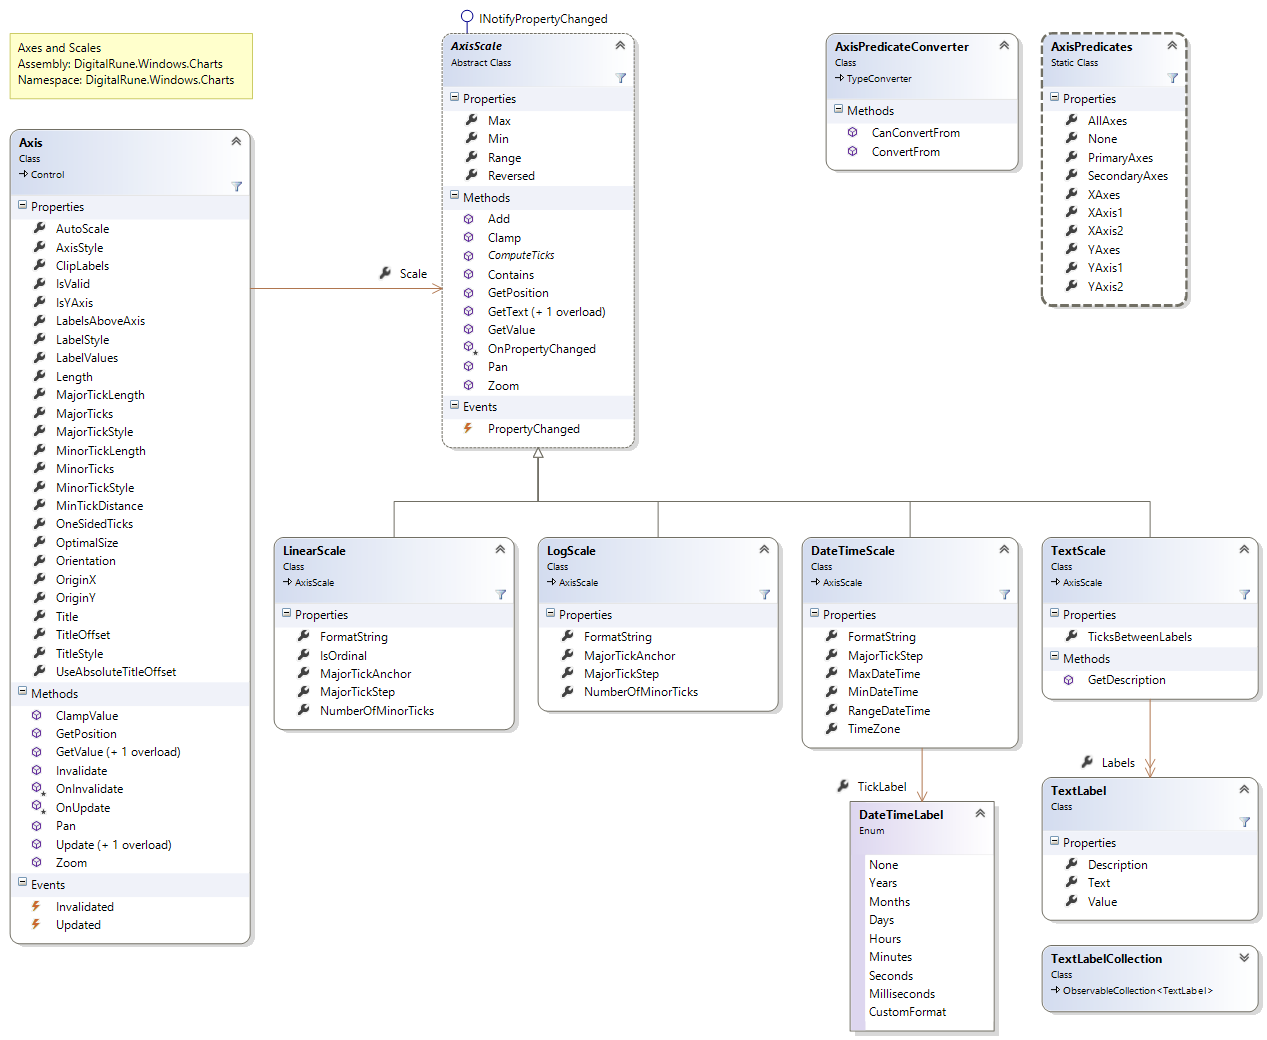 Axes and Scales
Assembly: DigitalRune.Windows.Charts
Namespace: DigitalRune.Windows.Charts
Axis
Class
Control
Properties
AutoScale
AxisStyle
ClipLabels
IsValid
IsYAxis
LabelsAboveAxis
LabelStyle
LabelValues
Length
MajorTickLength
MajorTicks
MajorTickStyle
MinorTickLength
MinorTicks
MinorTickStyle
MinTickDistance
OneSidedTicks
OptimalSize
Orientation
OriginX
OriginY
Title
TitleOffset
TitleStyle
UseAbsoluteTitleOffset
Methods
ClampValue
GetPosition
GetValue (+ 1 overload)
Invalidate
OnInvalidate
OnUpdate
Pan
Update (+ 1 overload)
Zoom
Events
Invalidated
Updated
Scale
INotifyPropertyChanged
AxisScale
Abstract Class
Properties
Max
Min
Range
Reversed
Methods
Add
Clamp
ComputeTicks
Contains
GetPosition
GetText (+ 1 overload)
GetValue
OnPropertyChanged
Pan
Zoom
Events
PropertyChanged
AxisPredicateConverter
Class
TypeConverter
Methods
CanConvertFrom
ConvertFrom
AxisPredicates
Static Class
Properties
AllAxes
None
PrimaryAxes
SecondaryAxes
XAxes
XAxis1
XAxis2
YAxes
YAxis1
YAxis2
LinearScale
Class
AxisScale
Properties
FormatString
IsOrdinal
MajorTickAnchor
MajorTickStep
NumberOfMinorTicks
LogScale
Class
AxisScale
Properties
FormatString
MajorTickAnchor
MajorTickStep
NumberOfMinorTicks
DateTimeScale
Class
AxisScale
Properties
FormatString
MajorTickStep
MaxDateTime
MinDateTime
RangeDateTime
TimeZone
TickLabel
DateTimeLabel
Enum
None
Years
Months
Days
Hours
Minutes
Seconds
Milliseconds
CustomFormat
TextScale
Class
AxisScale
Properties
TicksBetweenLabels
Methods
GetDescription
Labels
TextLabel
Class
Properties
Description
Text
Value
TextLabelCollection
Class
ObservableCollection<TextLabel>